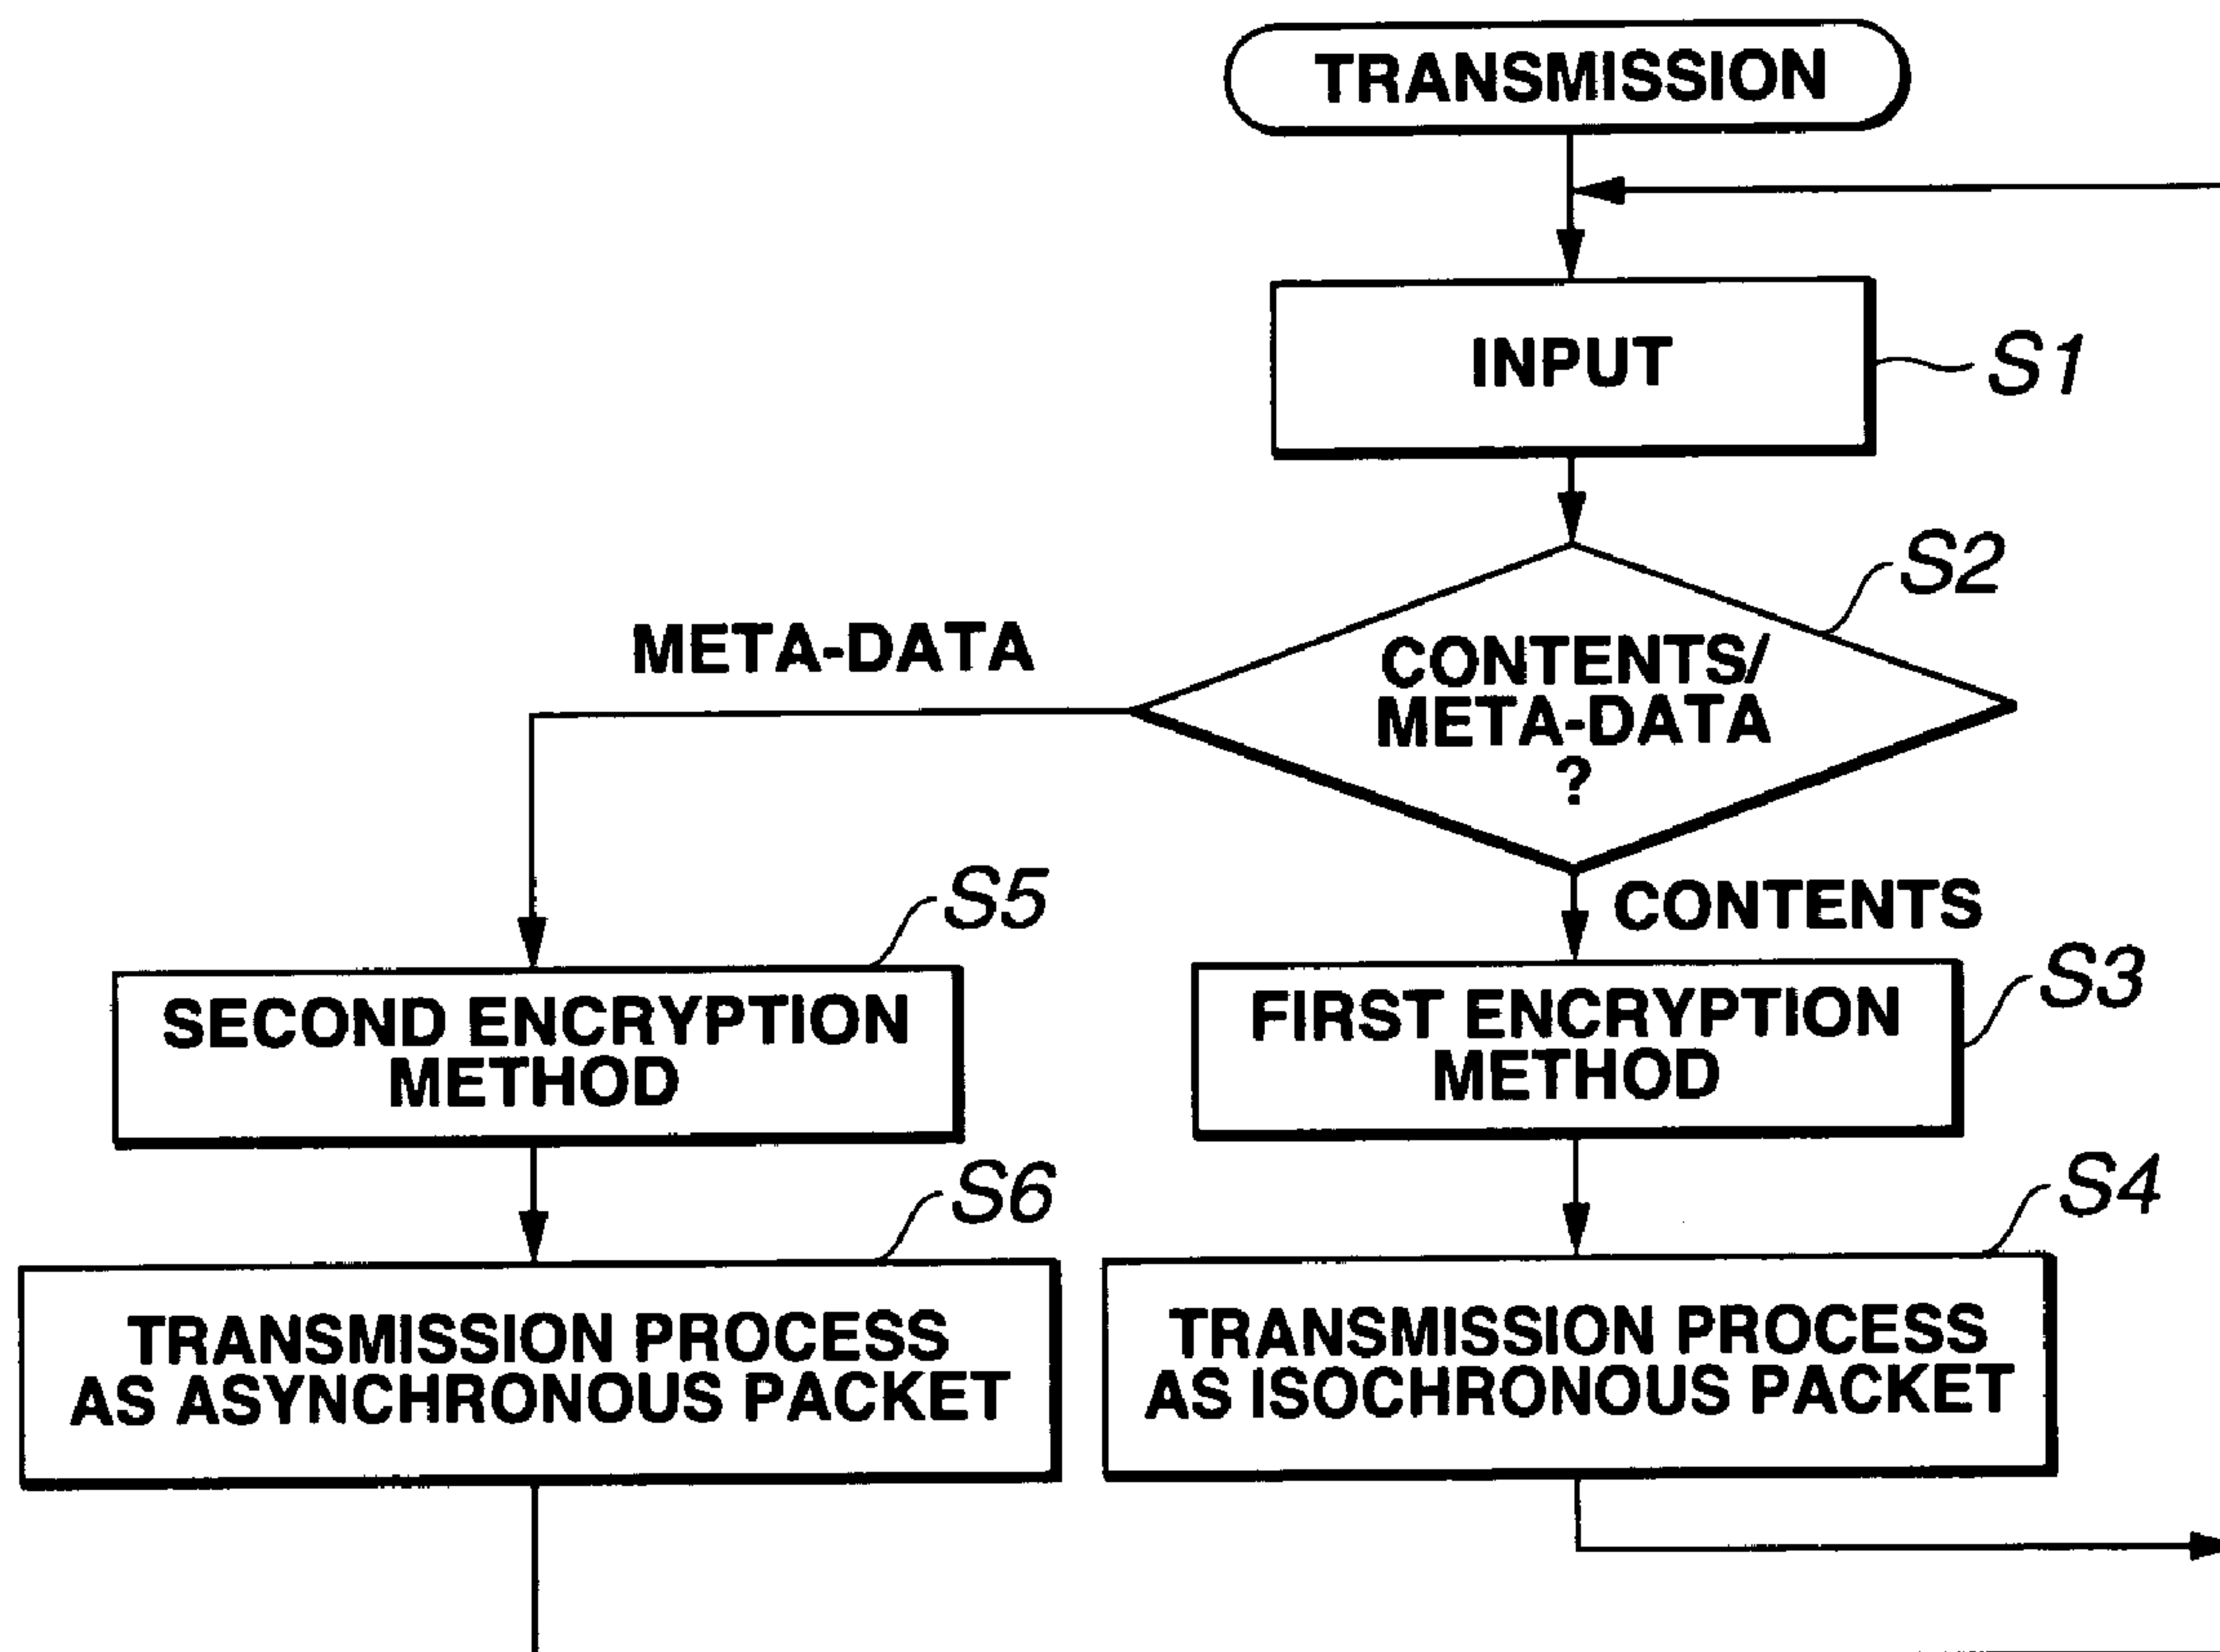 TRANSMISSION
INPUT
S1
S2
CONTENTS/
META-DATA
?
META-DATA
CONTENTS
S5
SECOND ENCRYPTION
METHOD
S3
FIRST ENCRYPTION
METHOD
S6
TRANSMISSION PROCESS
AS ASYNCHRONOUS PACKET
S4
TRANSMISSION PROCESS
AS ISOCHRONOUS PACKET